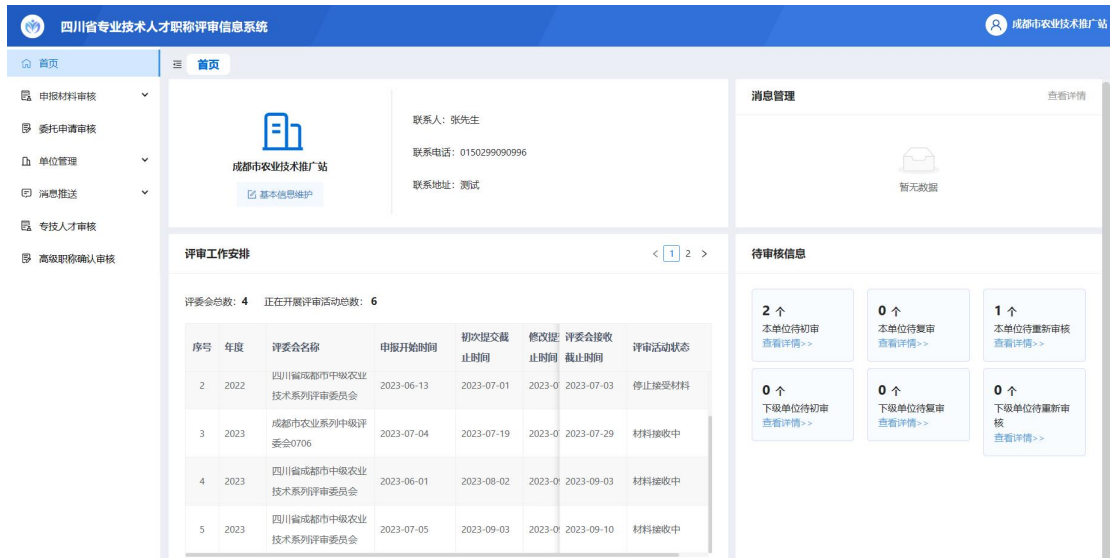 四川省专业技术人才职称评审信息系统
成都市农业技术推广站
首页
申报材料审核
委托申请审核
单位管理
消息推送
专技人才审核
高级职称确认审核
首页
成都市农业技术推广站
基本信息维护
联系人：张先生
联系电话：0150299090996
联系地址：测试
消息管理
查看详情
暂无数据
评审工作安排
< 1 2 >
评委会总数：4 正在开展评审活动总数：6
序号 年度 评委会名称 申报开始时间 初次提交截 修改提 评委会接收 评审活动状态
止时间 止时间 截止时间
2 2022 四川省成都市中级农业 2023-06-13 2023-07-01 2023-0 2023-07-03 停止接受材料
技术系列评审委员会
3 2023 成都市农业系列中级评 2023-07-04 2023-07-19 2023-0 2023-07-29 材料接收中
委会0706
4 2023 四川省成都市中级农业 2023-06-01 2023-08-02 2023-0 2023-09-03 材料接收中
技术系列评审委员会
5 2023 四川省成都市中级农业 2023-07-05 2023-09-03 2023-0 2023-09-10 材料接收中
技术系列评审委员会
待审核信息
2 个
本单位待初审
查看详情>>
0 个
本单位待复审
查看详情>>
1 个
本单位待重新审核
查看详情>>
0 个
下级单位待初审
查看详情>>
0 个
下级单位待复审
查看详情>>
0 个
下级单位待重新审
核
查看详情>>